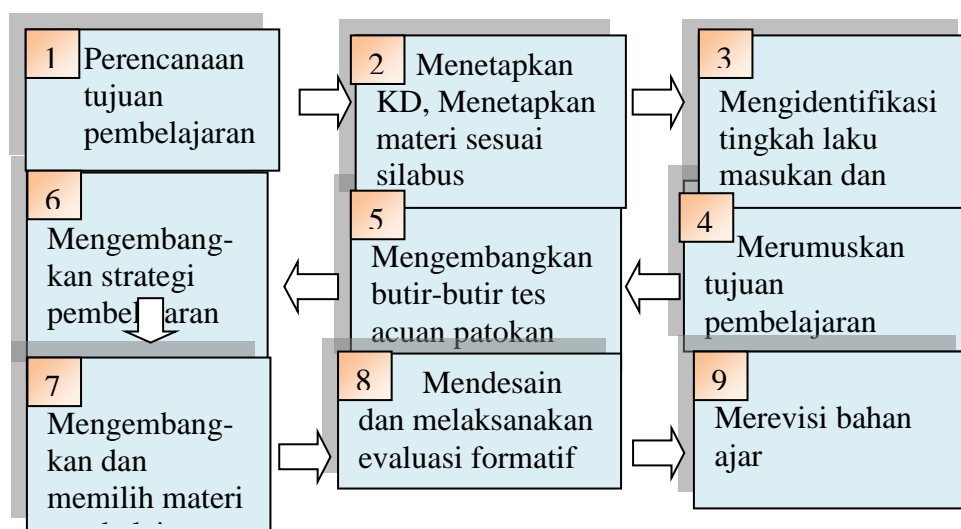 1 Perencanaan
tujuan
pembelajaran
2 Menetapkan
KD, Menetapkan
materi sesuai
silabus
3
Mengidentifikasi
tingkah laku
masukan dan
4
Merumuskan
tujuan
pembelajaran
5
Mengembangkan
butir-butir tes
acuan patokan
6
Mengembang-
kan strategi
7
Mengembang-
kan dan
memilih materi
8 Mendesain
dan melaksanakan
evaluasi formatif
9
Merevisi bahan
ajar